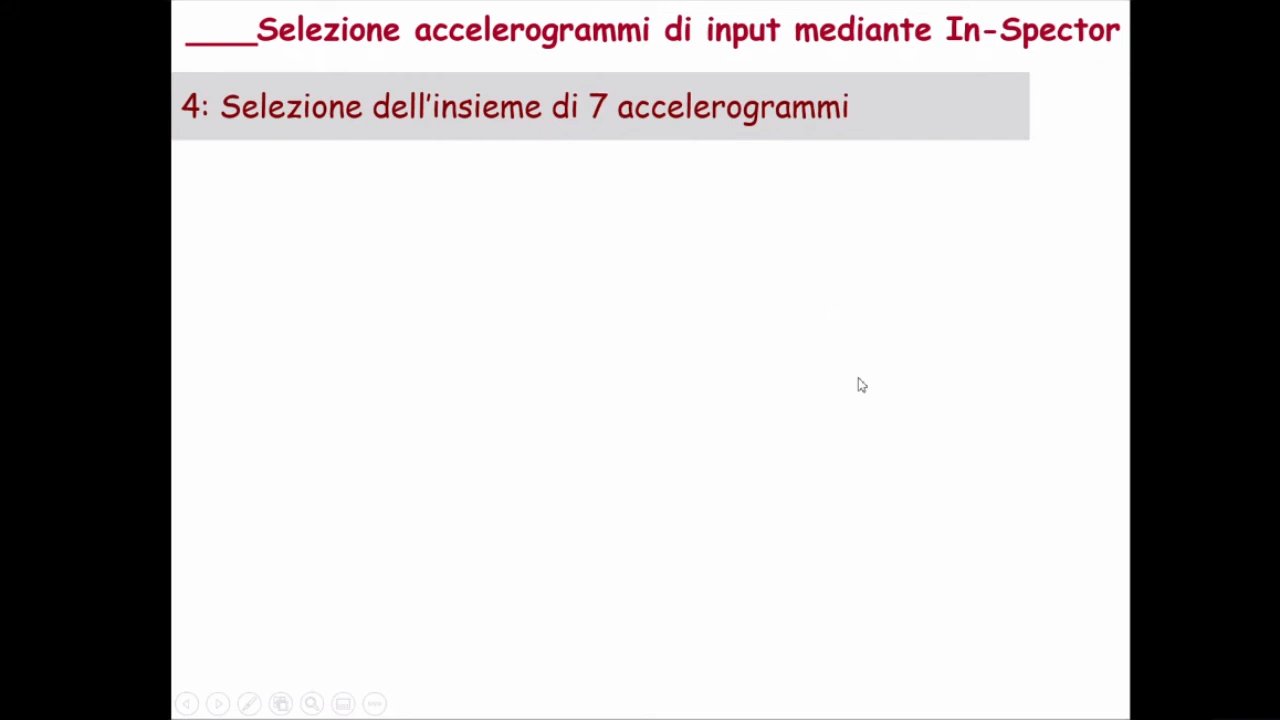 ____Selezione accelerogrammi di input mediante In-Spector
4: Selezione dell'insieme di 7 accelerogrammi